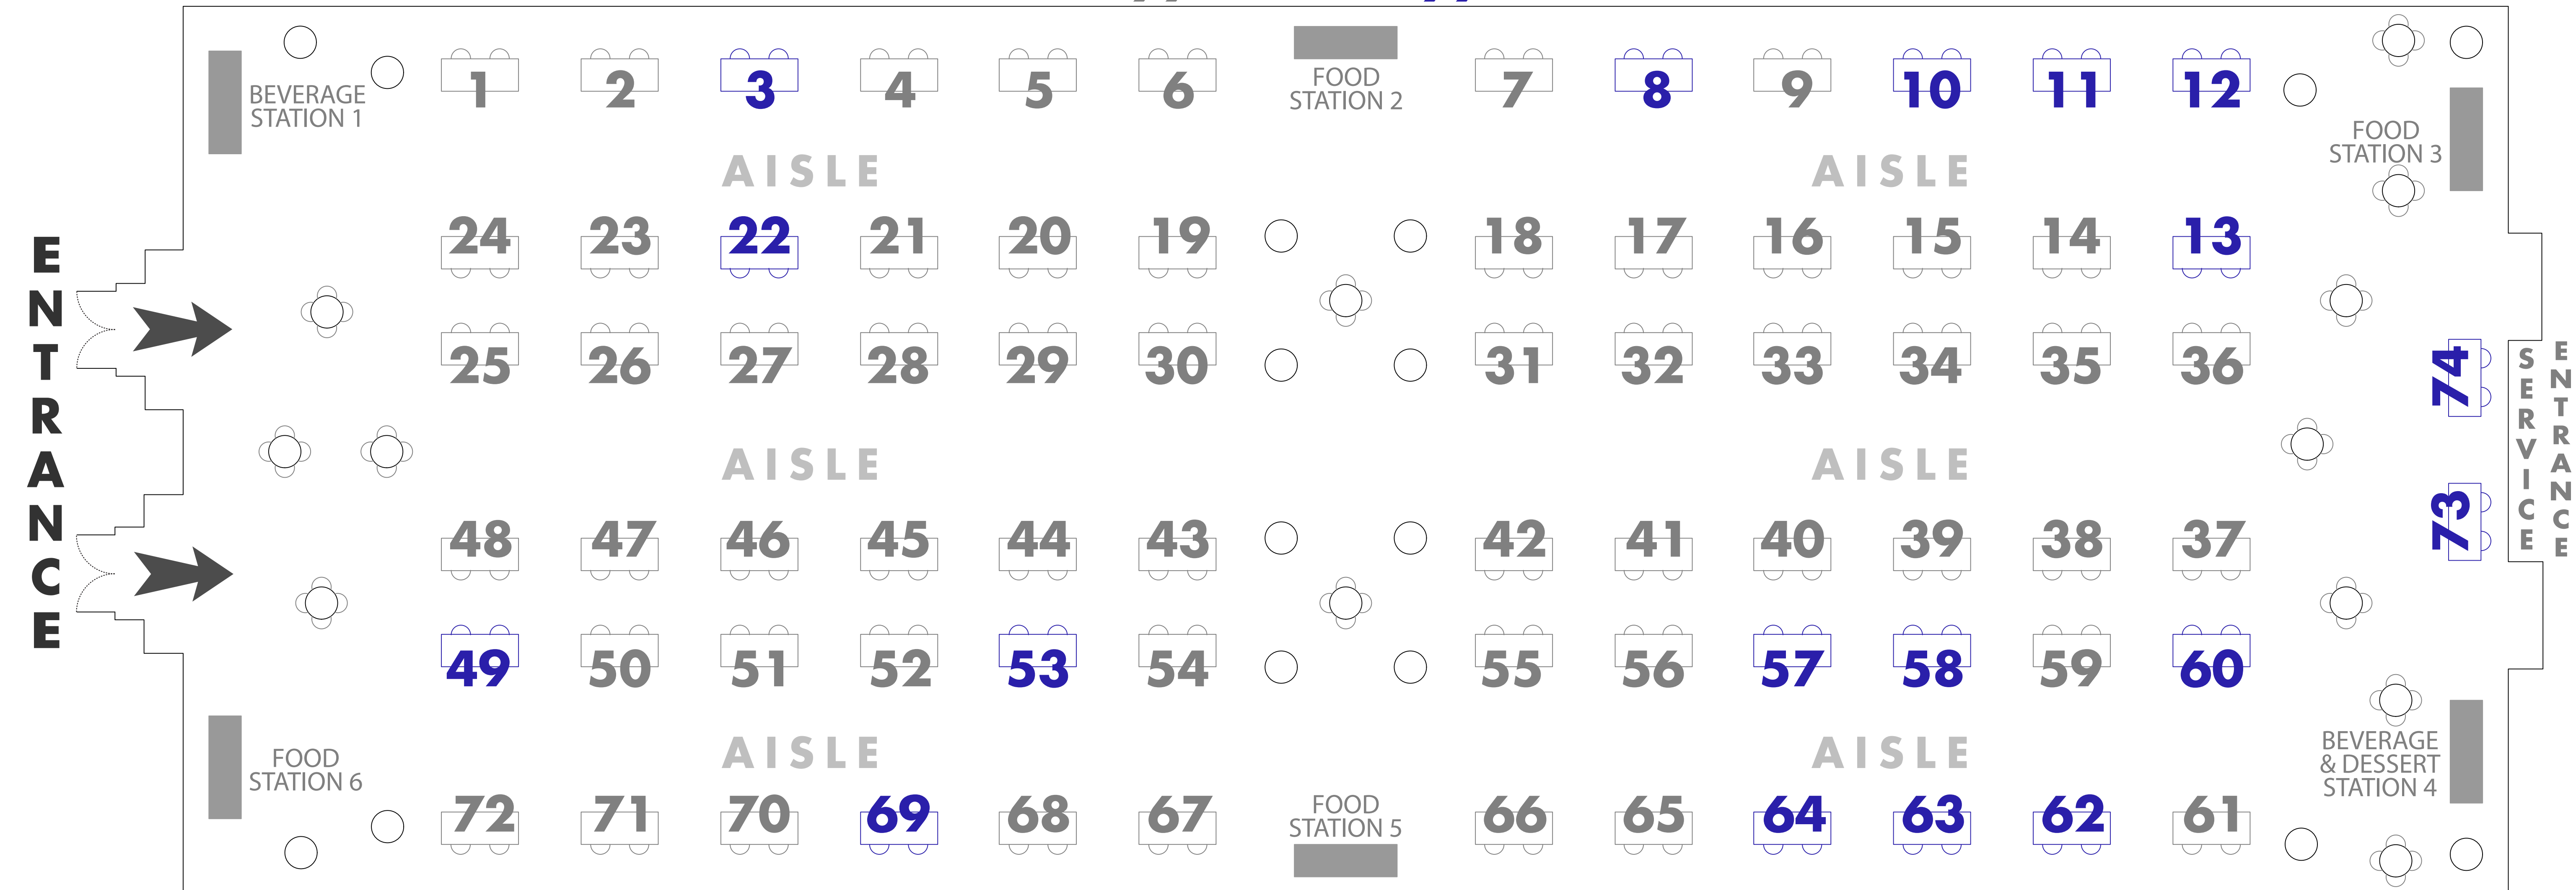 BEVERAGE
STATION 1
1 2 3 4 5 6
FOOD
STATION 2
7 8 9 10 11 12
FOOD
STATION 3
AISLE AISLE
24 23 22 21 20 19 18 17 16 15 14 13
ENTRANCE
25 26 27 28 29 30 31 32 33 34 35 36
74
SERVICE
ENTRANCE
AISLE AISLE
73
48 47 46 45 44 43 42 41 40 39 38 37
49 50 51 52 53 54 55 56 57 58 59 60
FOOD
STATION 6
AISLE AISLE
BEVERAGE
& DESSERT
STATION 4
72 71 70 69 68 67
FOOD
STATION 5
66 65 64 63 62 61